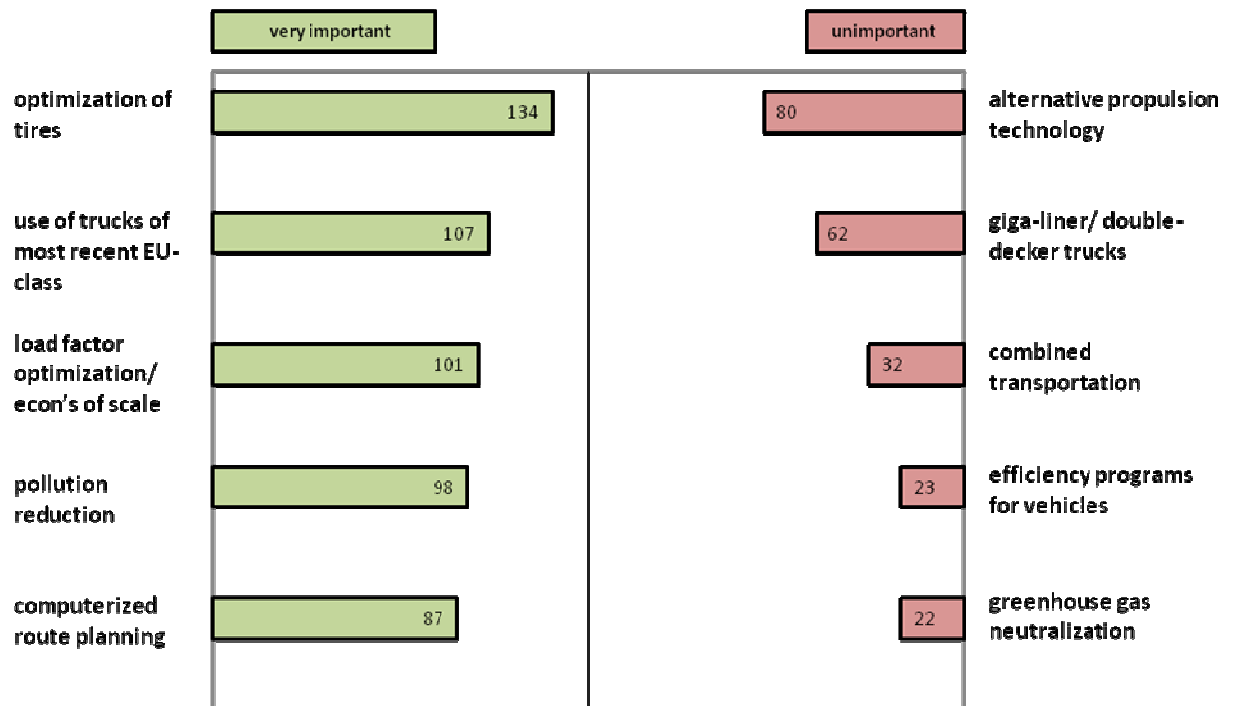 very important
unimportant
optimization of
tires
134
80
alternative propulsion
technology
use of trucks of
most recent EU-
class
107
62
giga-liner/ double-
decker trucks
load factor
optimization/
econ's of scale
101
32
combined
transportation
pollution
reduction
98
23
efficiency programs
for vehicles
computerized
route planning
87
22
greenhouse gas
neutralization